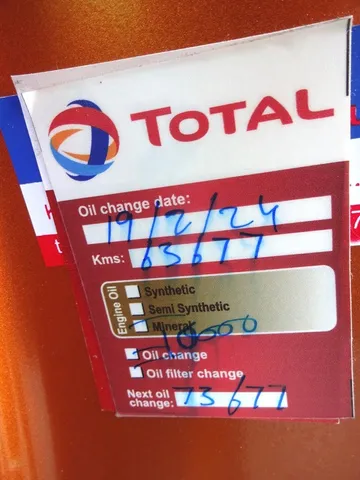 TOTAL
Oil change date:
19/2/24
Kms: 63677
Engine Oil
Synthetic
Semi Synthetic
Mineral
10000
Oil change
Oil filter change
Next oil change: 73677